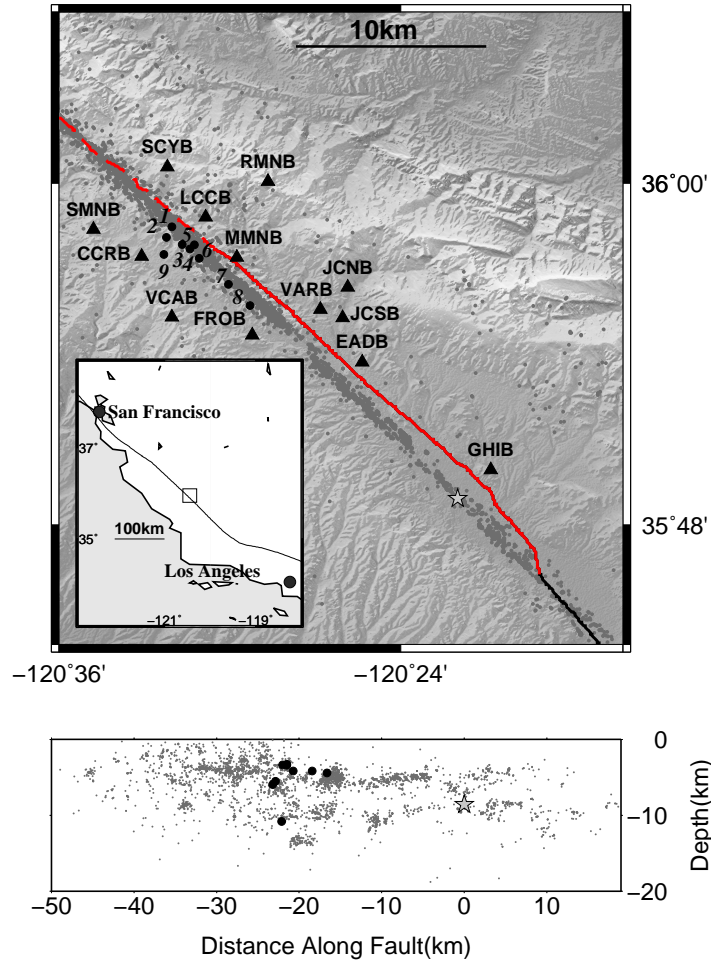 10km
SCYB
RMNB
36°00'
LCCB
SMNB
1
2
5
MMNB
6
CCRB
3
4
9
JCNB
7
VARB
VCAB
8
JCSB
FROB
EADB
San Francisco
GHIB
37°
35°48'
100km
35°
Los Angeles
−121°
−119°
−120°36'
−120°24'
0
−10
−20
Depth(km)
−50
−40
−30
−20
−10
0
10
Distance Along Fault(km)